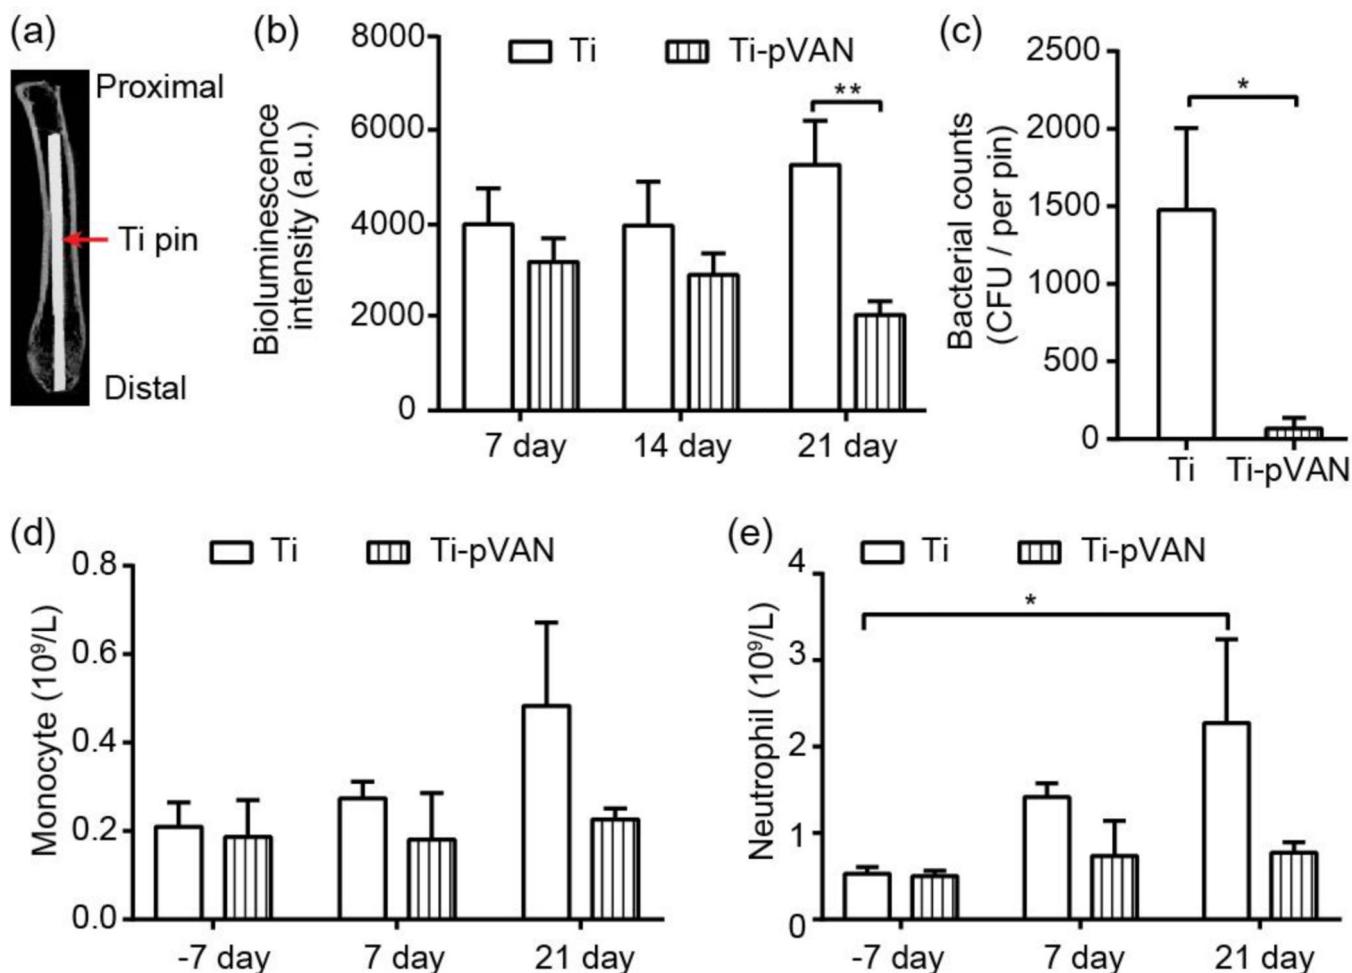 (a)
Proximal
Ti pin
Distal
(b)
Ti
Ti-pVAN
Bioluminescence
intensity (a.u.)
8000
6000
4000
2000
0
**
7 day
14 day
21 day
(c)
Bacterial counts
(CFU / per pin)
2500
2000
1500
1000
500
0
*
Ti
Ti-pVAN
(d)
Ti
Ti-pVAN
Monocyte (10⁹/L)
0.8
0.6
0.4
0.2
0.0
-7 day
7 day
21 day
(e)
Ti
Ti-pVAN
Neutrophil (10⁹/L)
4
3
2
1
0
*
-7 day
7 day
21 day